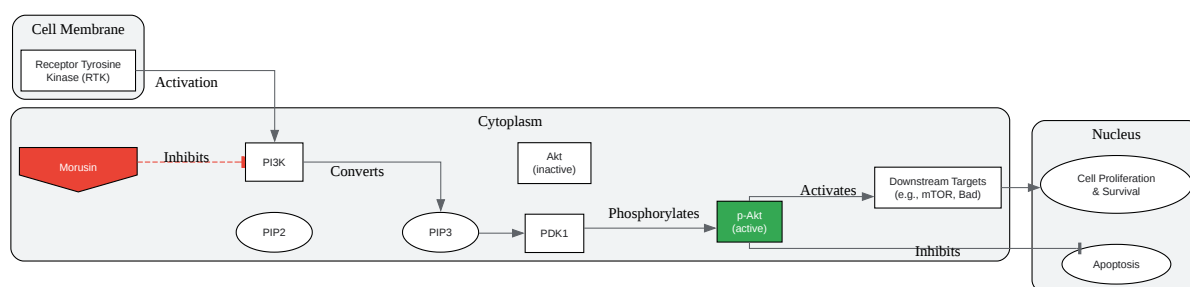 Cell Membrane
Receptor Tyrosine
Kinase (RTK)
Activation
Cytoplasm
Nucleus
Morusin
Inhibits
PI3K
Converts
Akt
(inactive)
Activates
Downstream Targets
(e.g., mTOR, Bad)
Cell Proliferation
& Survival
PIP2
PIP3
PDK1
Phosphorylates
p-Akt
(active)
Inhibits
Apoptosis